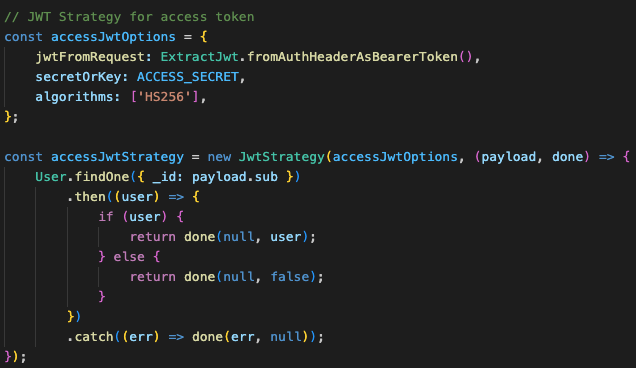 // JWT Strategy for access token
const accessJwtOptions = {
    jwtFromRequest: ExtractJwt.fromAuthHeaderAsBearerToken(),
    secretOrKey: ACCESS_SECRET,
    algorithms: ['HS256'],
};

const accessJwtStrategy = new JwtStrategy(accessJwtOptions, (payload, done) => {
    User.findOne({ _id: payload.sub })
        .then((user) => {
            if (user) {
                return done(null, user);
            } else {
                return done(null, false);
            }
        })
        .catch((err) => done(err, null));
});